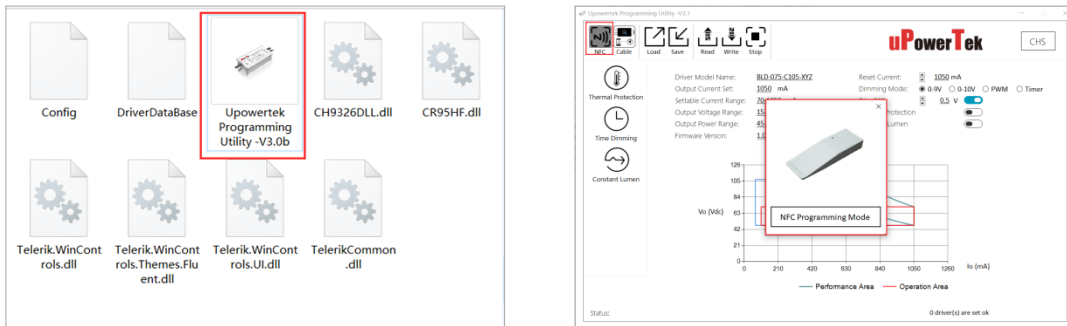 Config
DriverDataBase
Upowertek
Programming
Utility -V3.0b
CH9326DLL.dll
CR95HF.dll
Telerik.WinCont
rols.dll
Telerik.WinCont
rols.Themes.Flu
ent.dll
Telerik.WinCont
rols.UI.dll
TelerikCommon
.dll
Upowertek Programming Utility -V3.1
NFC Cable Load Save Read Write Stop
uPowerTek
CHS
Thermal Protection
Time Dimming
Constant Lumen
Driver Model Name: BLD-075-C105-XYZ
Output Current Set: 1050 mA
Settable Current Range:
Output Voltage Range:
Output Power Range:
Firmware Version:
Reset Current: 1050 mA
Dimming Mode: 0-9V 0-10V PWM Timer
0.5 V
NFC Programming Mode
Vo (Vdc)
126
105
84
63
42
21
0
0 210 420 630 840 1050 1260 Io (mA)
Performance Area Operation Area
Status:
0 driver(s) are set ok